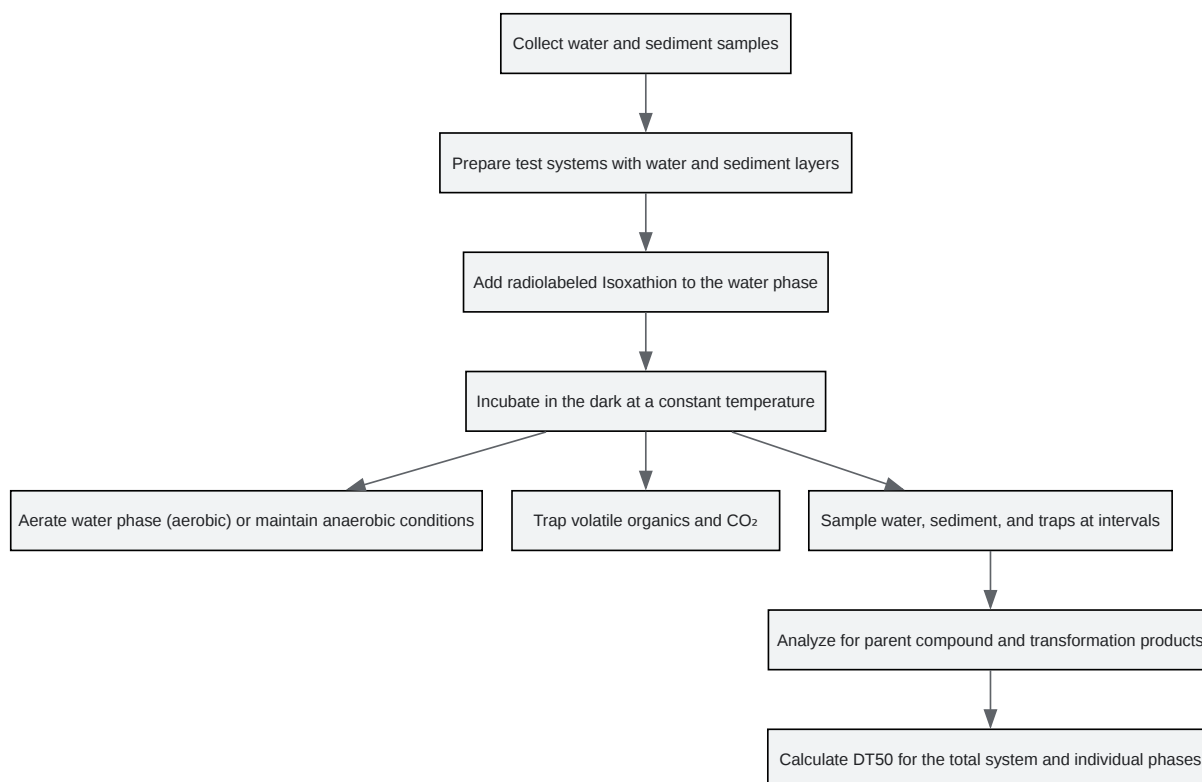 Collect water and sediment samples
Prepare test systems with water and sediment layers
Add radiolabeled Isoxathion to the water phase
Incubate in the dark at a constant temperature
Aerate water phase (aerobic) or maintain anaerobic conditions
Trap volatile organics and CO₂
Sample water, sediment, and traps at intervals
Analyze for parent compound and transformation products
Calculate DT50 for the total system and individual phases